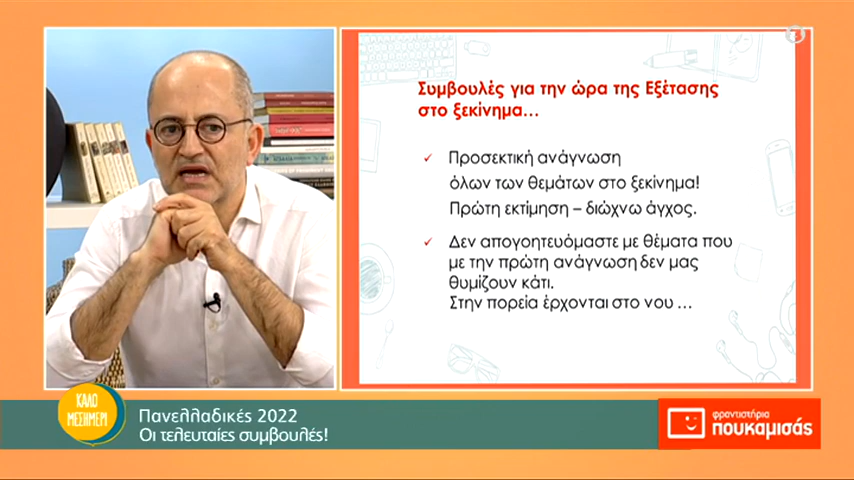 Συμβουλές για την ώρα της Εξέτασης
στο ξεκίνημα...
✓ Προσεκτική ανάγνωση
όλων των θεμάτων στο ξεκίνημα!
Πρώτη εκτίμηση – διώχνω άγχος.
✓ Δεν απογοητευόμαστε με θέματα που
με την πρώτη ανάγνωση δεν μας
θυμίζουν κάτι.
Στην πορεία έρχονται στο νου ...
ΚΑΛΟ
ΜΕΣΗΜΕΡΙ
Πανελλαδικές 2022
Οι τελευταίες συμβουλές!
φροντιστήρια
πουκαμισάς